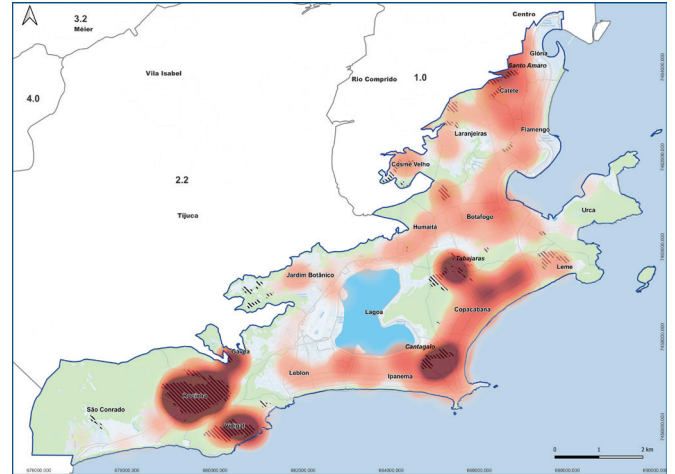 Centro
3.2
Méier
Glória
Santo Amaro
Vila Isabel
Rio Comprido
1.0
Catete
4.0
Laranjeiras
Flamengo
Cosme Velho
2.2
Tijuca
Urca
Botafogo
Humaitá
Tabajaras
Leme
Jardim Botânico
Lagoa
Copacabana
Cantagalo
Gávea
Leblon
Ipanema
Rocinha
São Conrado
Vidigal
0 1 2 km